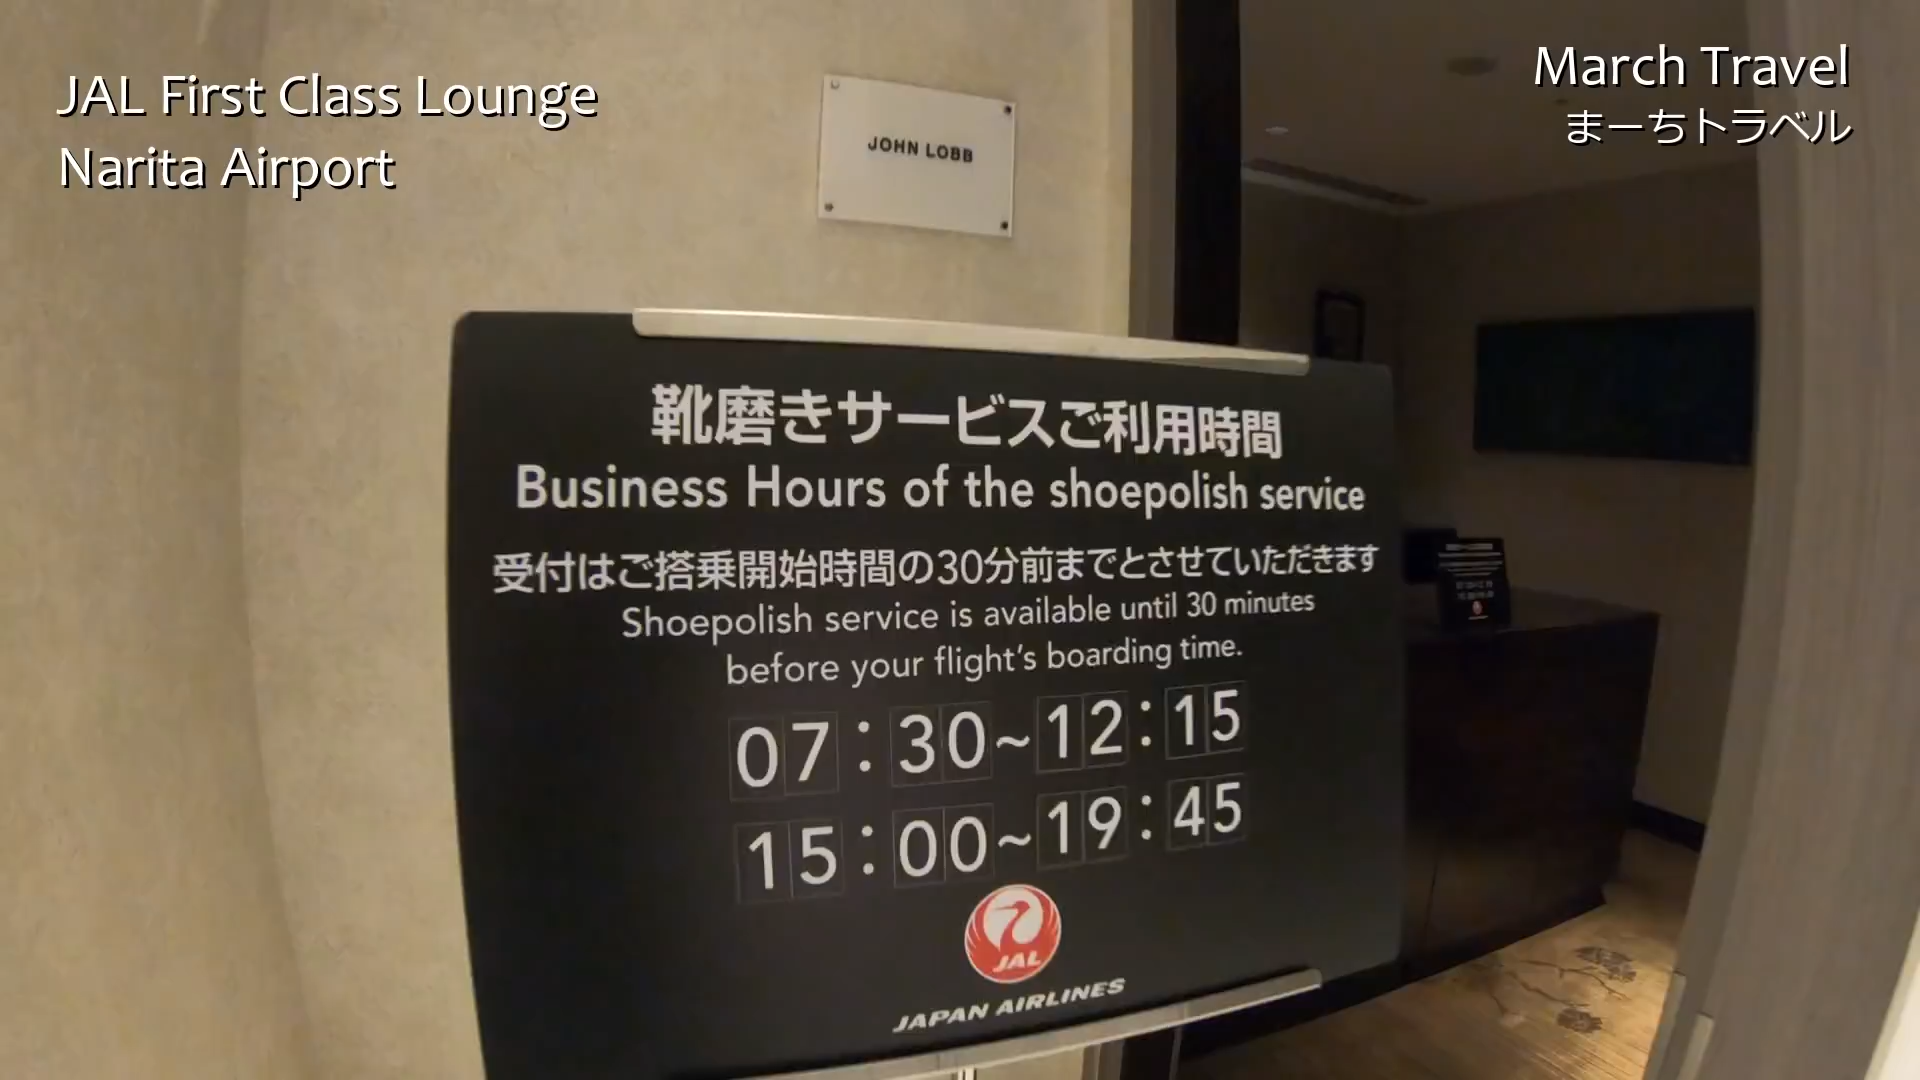 JAL First Class Lounge
Narita Airport
March Travel
まーちトラベル
JOHN LOBB
靴磨きサービスご利用時間
Business Hours of the shoepolish service
受付はご搭乗開始時間の30分前までとさせていただきます
Shoepolish service is available until 30 minutes
before your flight's boarding time.
07:30~12:15
15:00~19:45
JAL
JAPAN AIRLINES